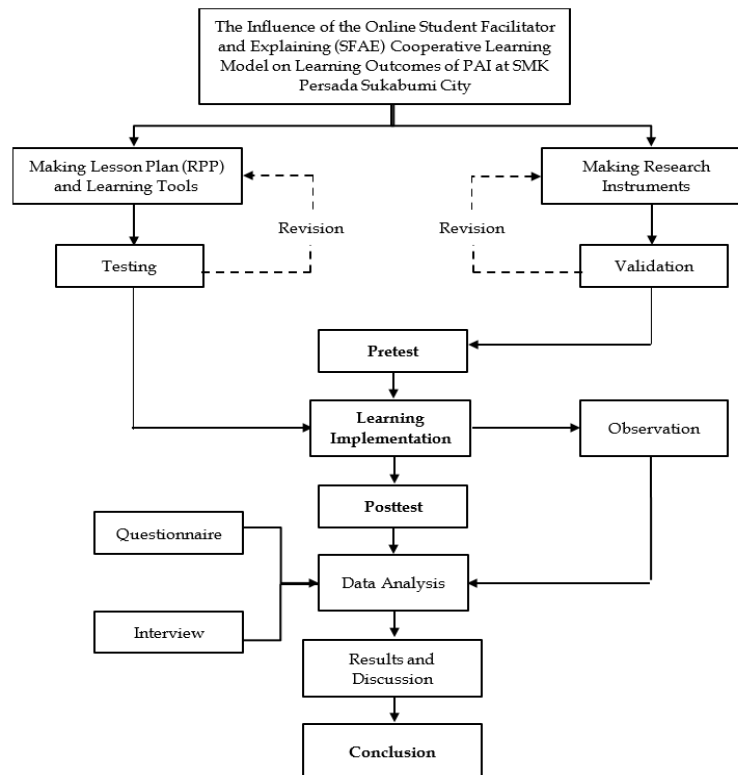 The Influence of the Online Student Facilitator
and Explaining (SFAE) Cooperative Learning
Model on Learning Outcomes of PAI at SMK
Persada Sukabumi City
Making Lesson Plan (RPP)
and Learning Tools
Making Research
Instruments
Revision
Revision
Testing
Validation
Pretest
Learning
Implementation
Observation
Posttest
Questionnaire
Data Analysis
Interview
Results and
Discussion
Conclusion